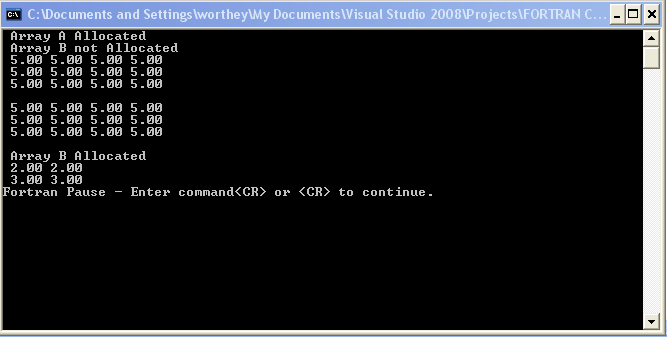 C:\Documents and Settings\worthey\My Documents\Visual Studio 2008\Projects\FORTRAN C...
Array A Allocated
Array B not Allocated
5.00 5.00 5.00 5.00
5.00 5.00 5.00 5.00
5.00 5.00 5.00 5.00
5.00 5.00 5.00 5.00
5.00 5.00 5.00 5.00
5.00 5.00 5.00 5.00
Array B Allocated
2.00 2.00
3.00 3.00
Fortran Pause - Enter command<CR> or <CR> to continue.